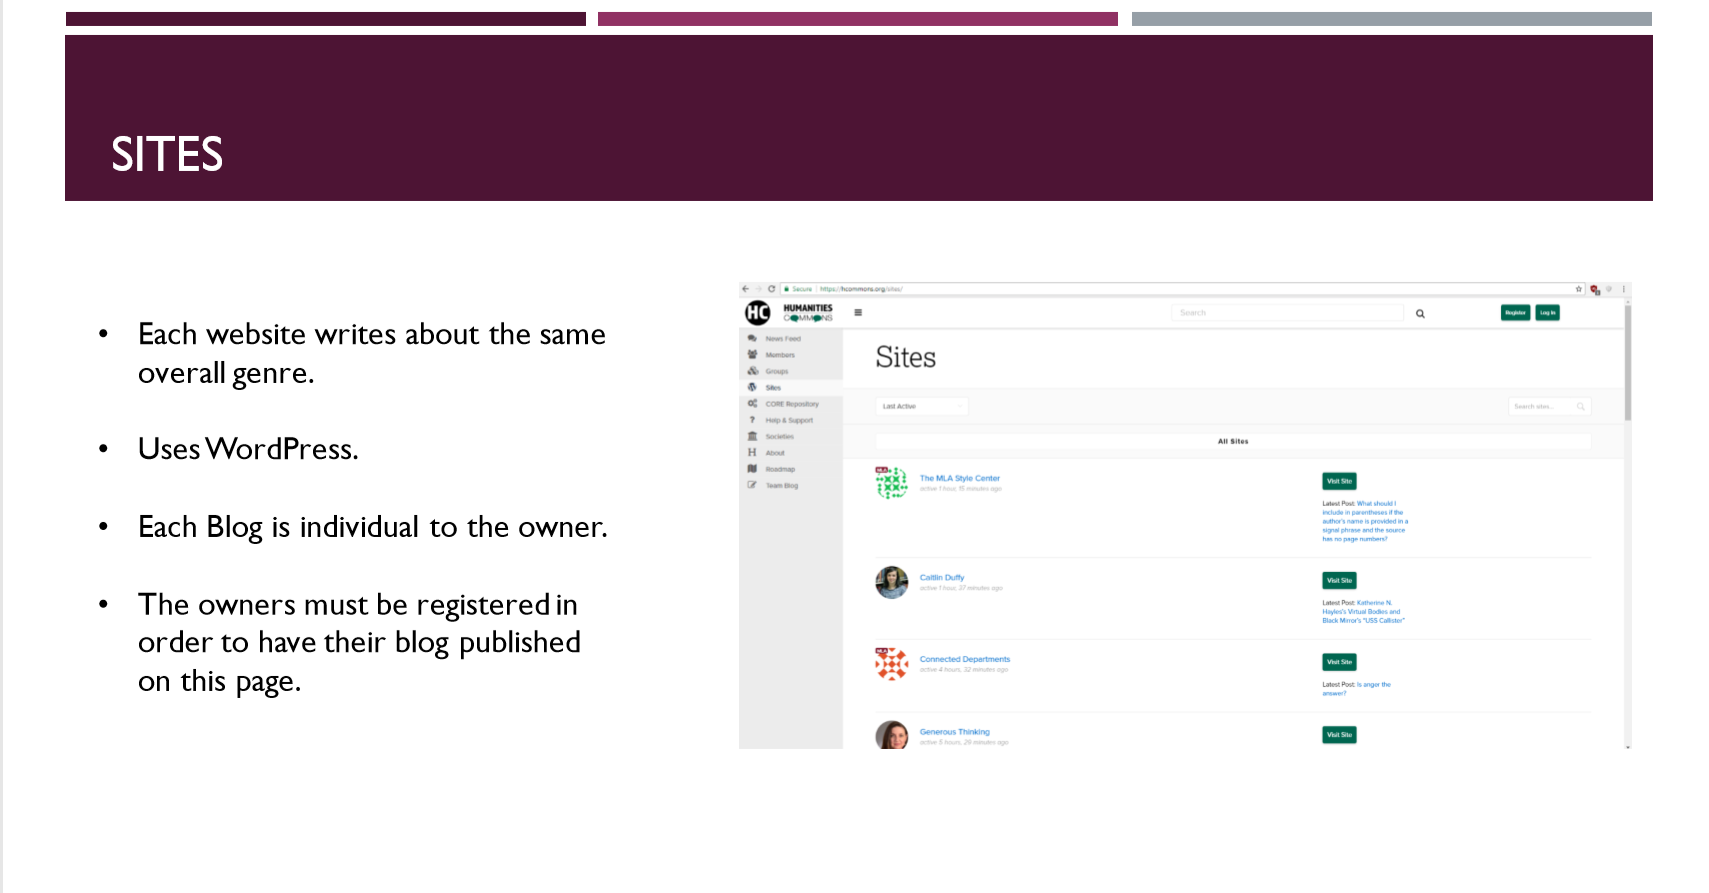 SITES
• Each website writes about the same
overall genre.
• Uses WordPress.
• Each Blog is individual to the owner.
• The owners must be registered in
order to have their blog published
on this page.
Secure | https://hcommons.org/sites/
HC HUMANITIES
COMMONS
Search
Register Log In
News Feed
Members
Groups
Sites
CORE Repository
Help & Support
Societies
About
Roadmap
Team Blog
Sites
Last Active
Search sites...
All Sites
MLA
The MLA Style Center
active 1 hour, 15 minutes ago
Visit Site
Latest Post: What should I
include in parentheses if the
author's name is provided in a
signal phrase and the source
has no page numbers?
Caitlin Duffy
active 1 hour, 37 minutes ago
Visit Site
Latest Post: Katherine N.
Hayles's Virtual Bodies and
Black Mirror's "USS Callister"
MLA
Connected Departments
active 4 hours, 32 minutes ago
Visit Site
Latest Post: Is anger the
answer?
Generous Thinking
active 5 hours, 29 minutes ago
Visit Site